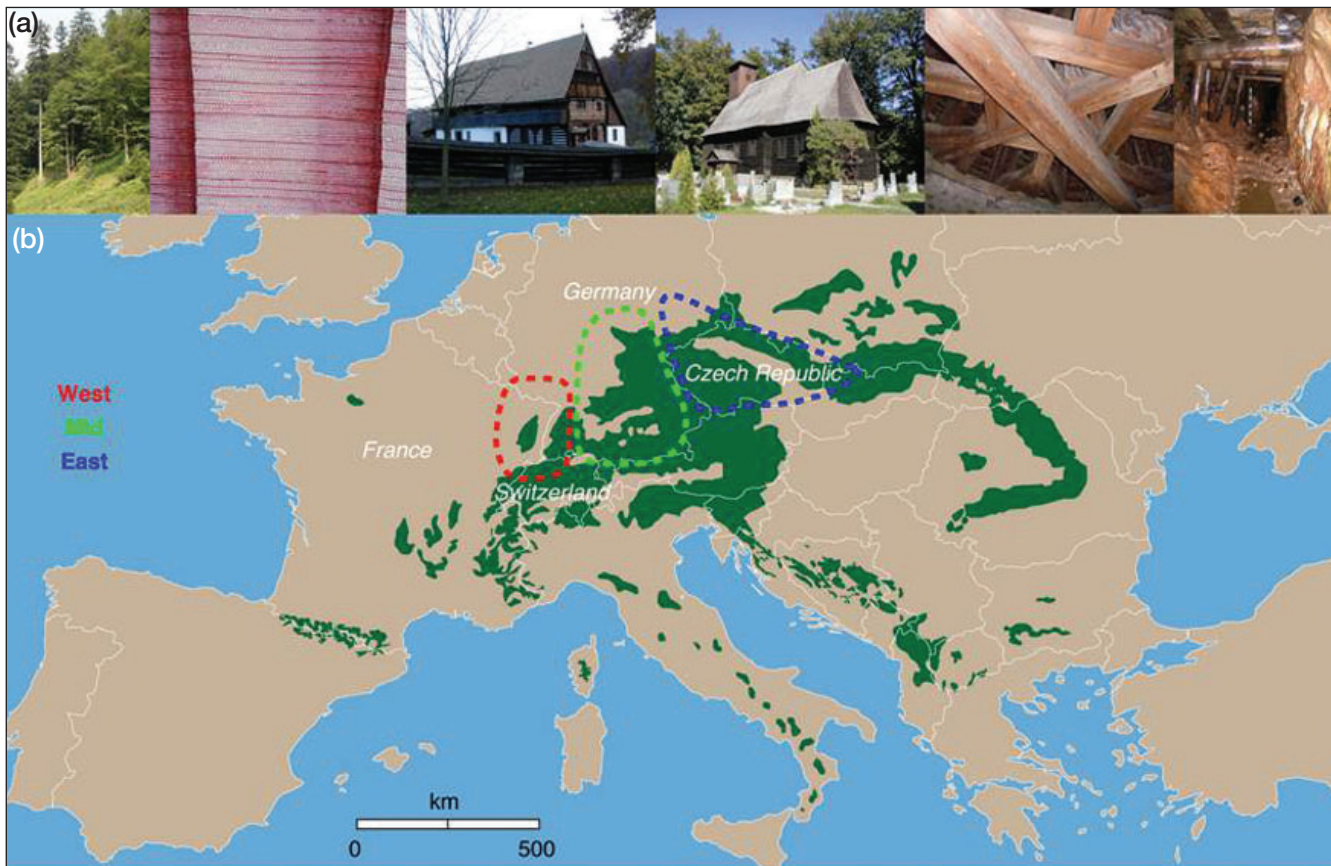 (a)
(b)
Germany
Czech Republic
West
Mid
East
France
Switzerland
km
0 500